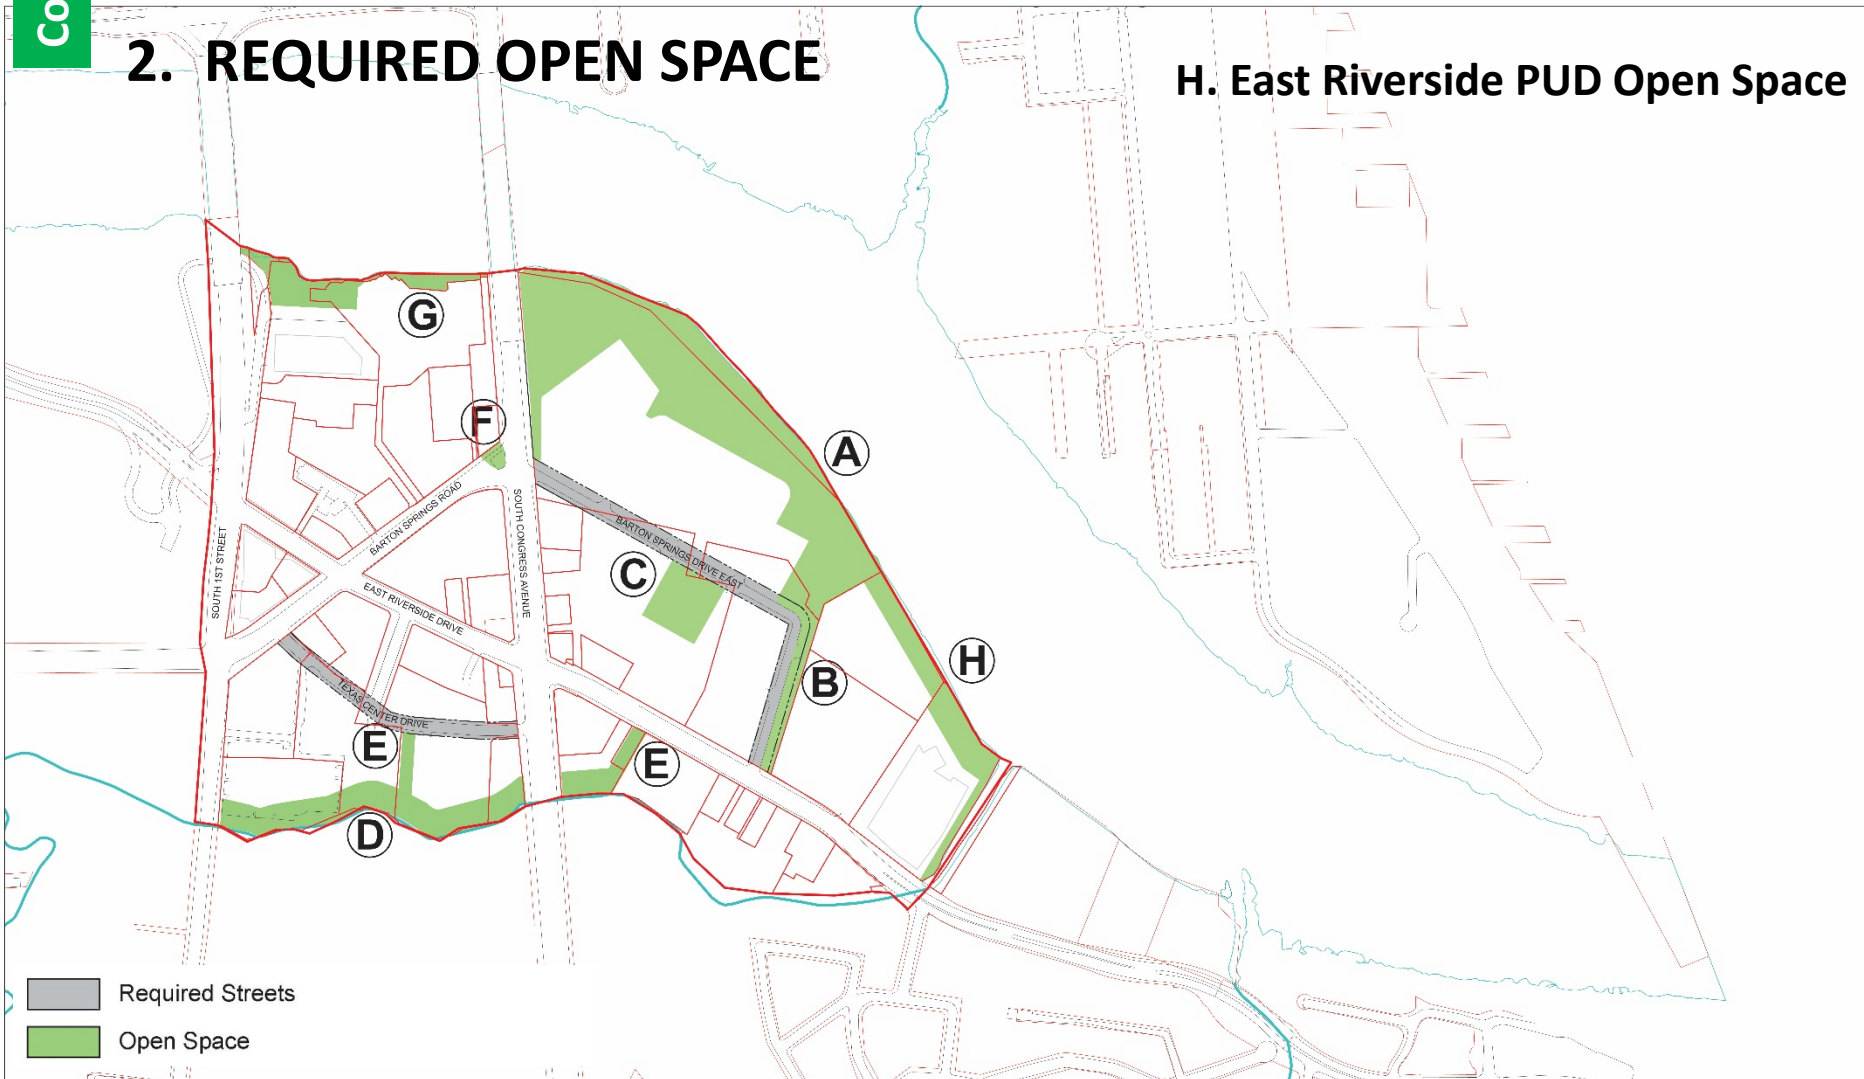 Co
2. REQUIRED OPEN SPACE
H. East Riverside PUD Open Space
G
F
A
BARTON SPRINGS ROAD
SOUTH CONGRESS AVENUE
SOUTH 1ST STREET
BARTON SPRINGS DRIVE EAST
C
EAST RIVERSIDE DRIVE
H
B
TEXAS CENTER DRIVE
E
E
D
Required Streets
Open Space